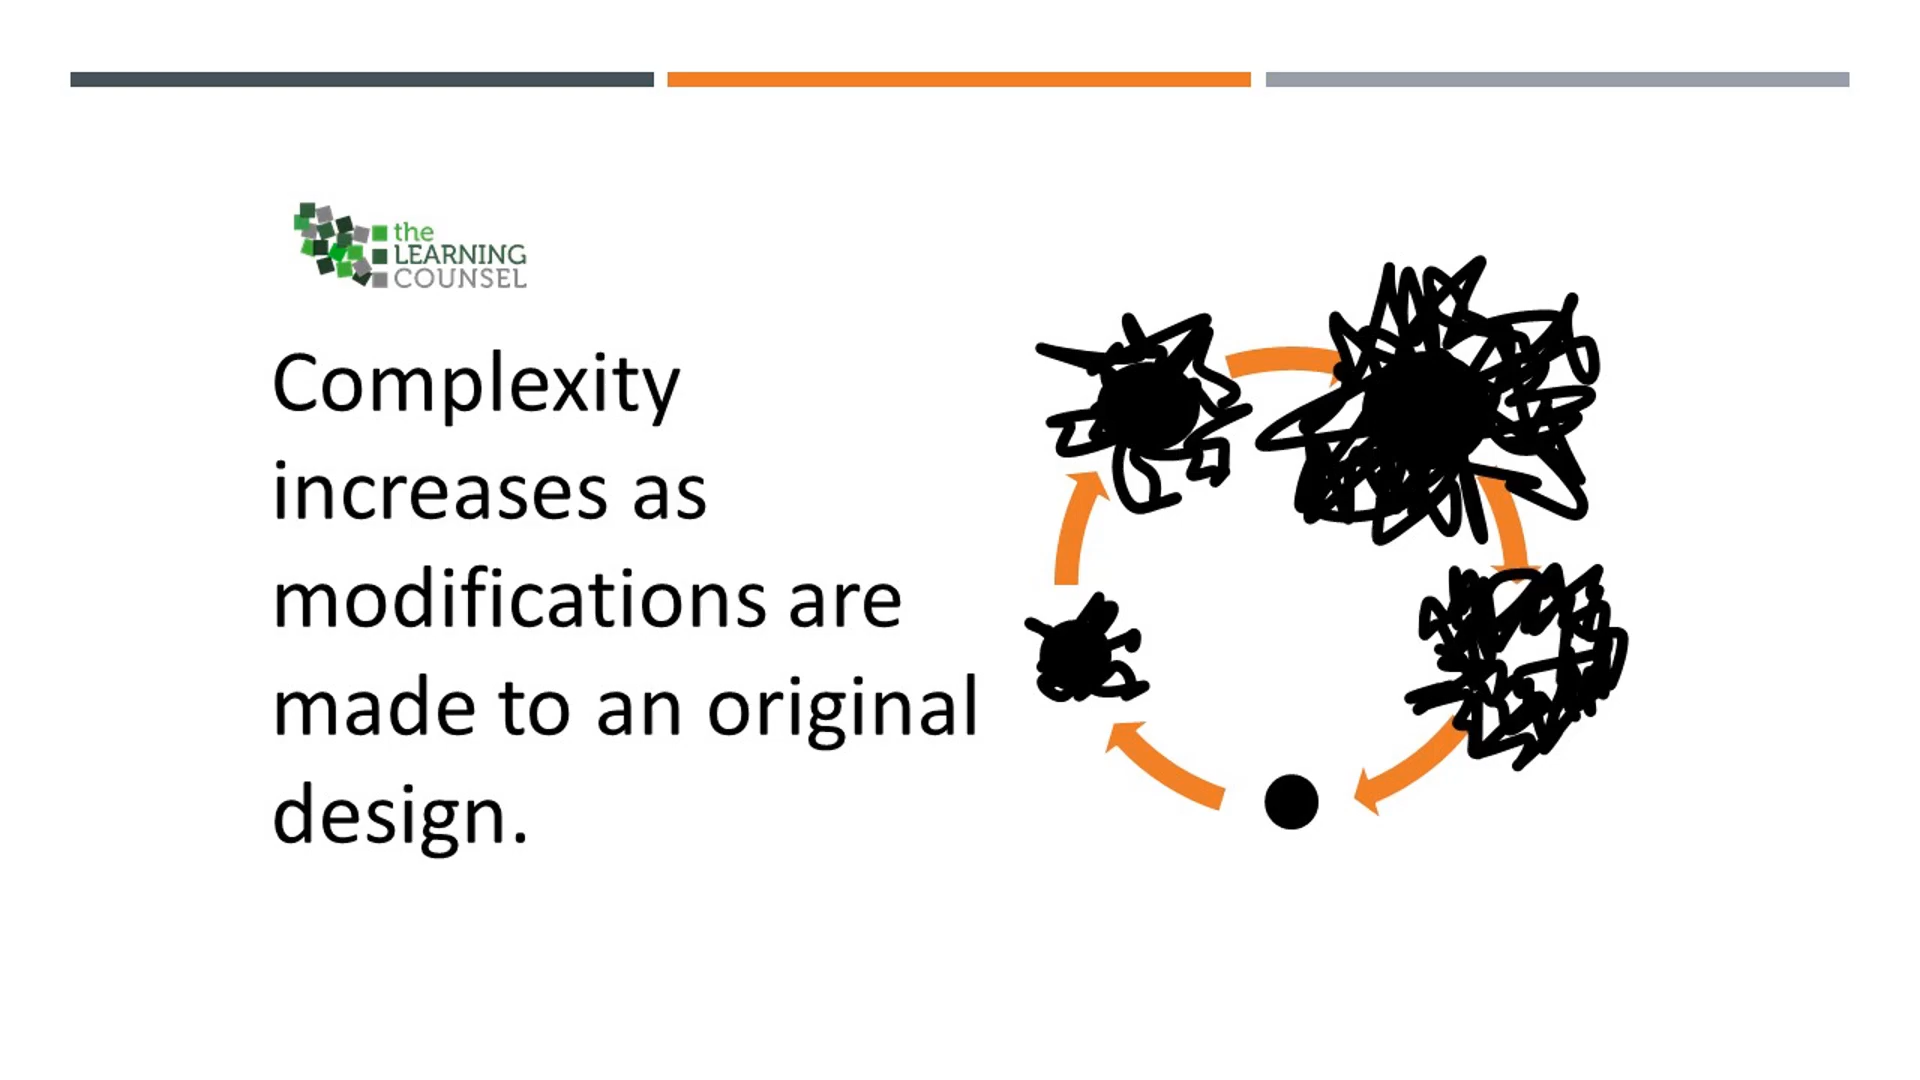 the
LEARNING
COUNSEL
Complexity
increases as
modifications are
made to an original
design.